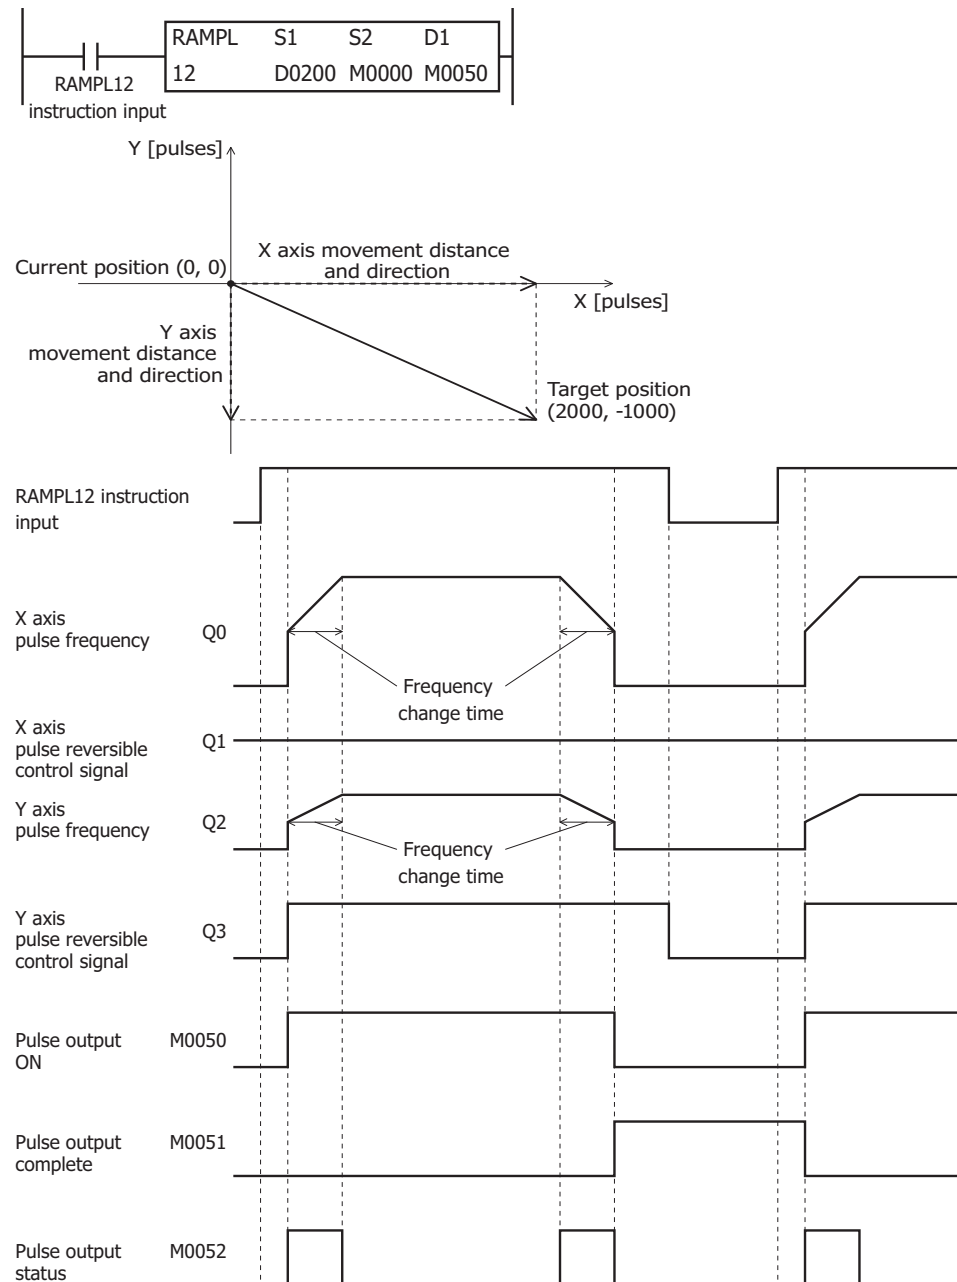 RAMPL S1 S2 D1
12 D0200 M0000 M0050
RAMPL12
instruction input
Y [pulses]
X axis movement distance
and direction
Current position (0, 0)
X [pulses]
Y axis
movement distance
and direction
Target position
(2000, -1000)
RAMPL12 instruction
input
X axis
pulse frequency Q0
Frequency
change time
X axis
pulse reversible Q1
control signal
Y axis
pulse frequency Q2
Frequency
change time
Y axis
pulse reversible Q3
control signal
Pulse output M0050
ON
Pulse output M0051
complete
Pulse output M0052
status